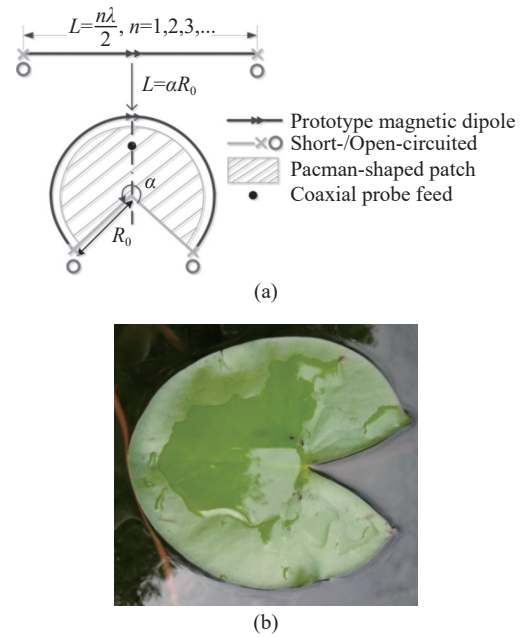 L=nλ/2, n=1,2,3,...
L=αR₀
α
R₀
Prototype magnetic dipole
Short-/Open-circuited
Pacman-shaped patch
Coaxial probe feed
(a)
(b)